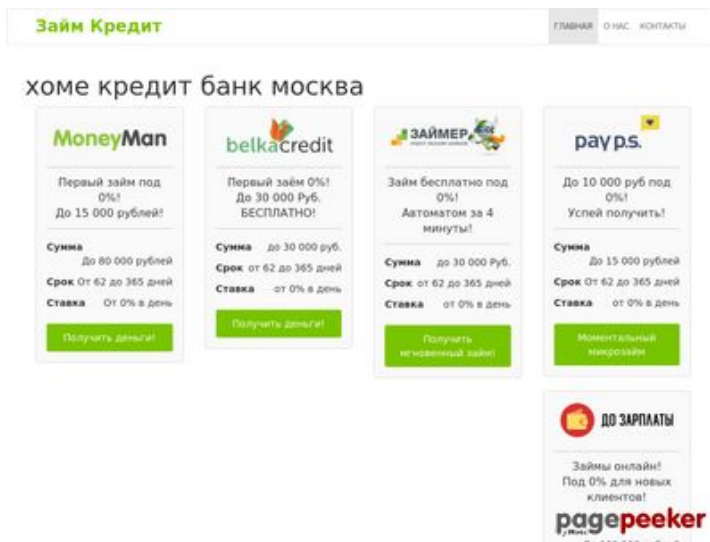 Займ Кредит
ГЛАВНАЯ О НАС КОНТАКТЫ
хоме кредит банк москва
MoneyMan
Первый займ под
0%!
До 15 000 рублей!
Сумма
До 80 000 рублей
Срок От 62 до 365 дней
Ставка От 0% в день
Получить деньги!
belkacredit
Первый заём 0%!
До 30 000 Руб.
БЕСПЛАТНО!
Сумма до 30 000 руб.
Срок от 62 до 365 дней
Ставка от 0% в день
Получить деньги!
ЗАЙМЕР
Займ бесплатно под
0%!
Автоматом за 4
минуты!
Сумма до 30 000 Руб.
Срок от 62 до 365 дней
Ставка от 0% в день
Получить
мгновенный займ!
pay p.s.
До 10 000 руб под
0%!
Успей получить!
Сумма
До 15 000 рублей
Срок От 62 до 365 дней
Ставка от 0% в день
Моментальный
микрозайм
ДО ЗАРПЛАТЫ
Займы онлайн!
Под 0% для новых
клиентов!
pagepeeker